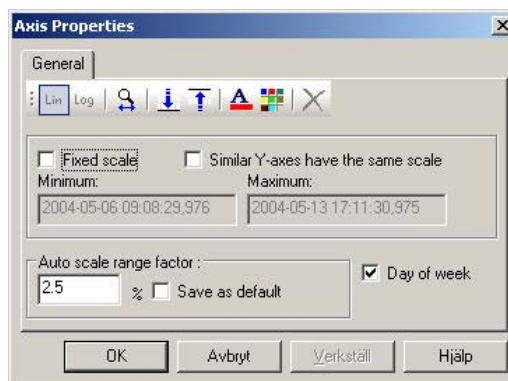 Axis Properties
General
Lin Log A
Fixed scale Similar Y-axes have the same scale
Minimum: Maximum:
2004-05-06 09:08:29,976 2004-05-13 17:11:30,975
Auto scale range factor :
2.5 % Save as default Day of week
OK Avbryt Verkställ Hjälp